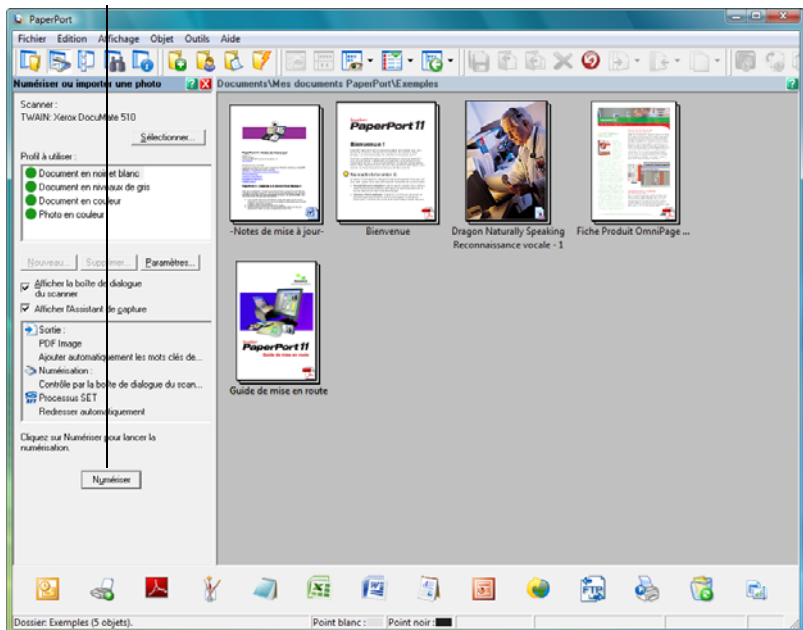 PaperPort
Fichier Edition Affichage Objet Outils Aide
Numériser ou importer une photo
Documents\Mes documents PaperPort\Exemples
Scanner :
TWAIN: Xerox DocuMate 510
Sélectionner...
Profil à utiliser :
Document en noir et blanc
Document en niveaux de gris
Document en couleur
Photo en couleur
Nouveau... Supprimer... Paramètres...
Afficher la boîte de dialogue
du scanner
Afficher l'Assistant de capture
Sortie :
PDF Image
Ajouter automatiquement les mots clés de...
Numérisation :
Contrôle par la boîte de dialogue du scan...
Processus SET
Redresser automatiquement
Cliquez sur Numériser pour lancer la
numérisation.
Numériser
PaperPort 11
Bienvenue !
-Notes de mise à jour-
Bienvenue
Dragon Naturally Speaking
Reconnaissance vocale - 1
Fiche Produit OmniPage ...
PaperPort 11
Guide de mise en route
Guide de mise en route
FTP
Dossier: Exemples (5 objets).
Point blanc :
Point noir :